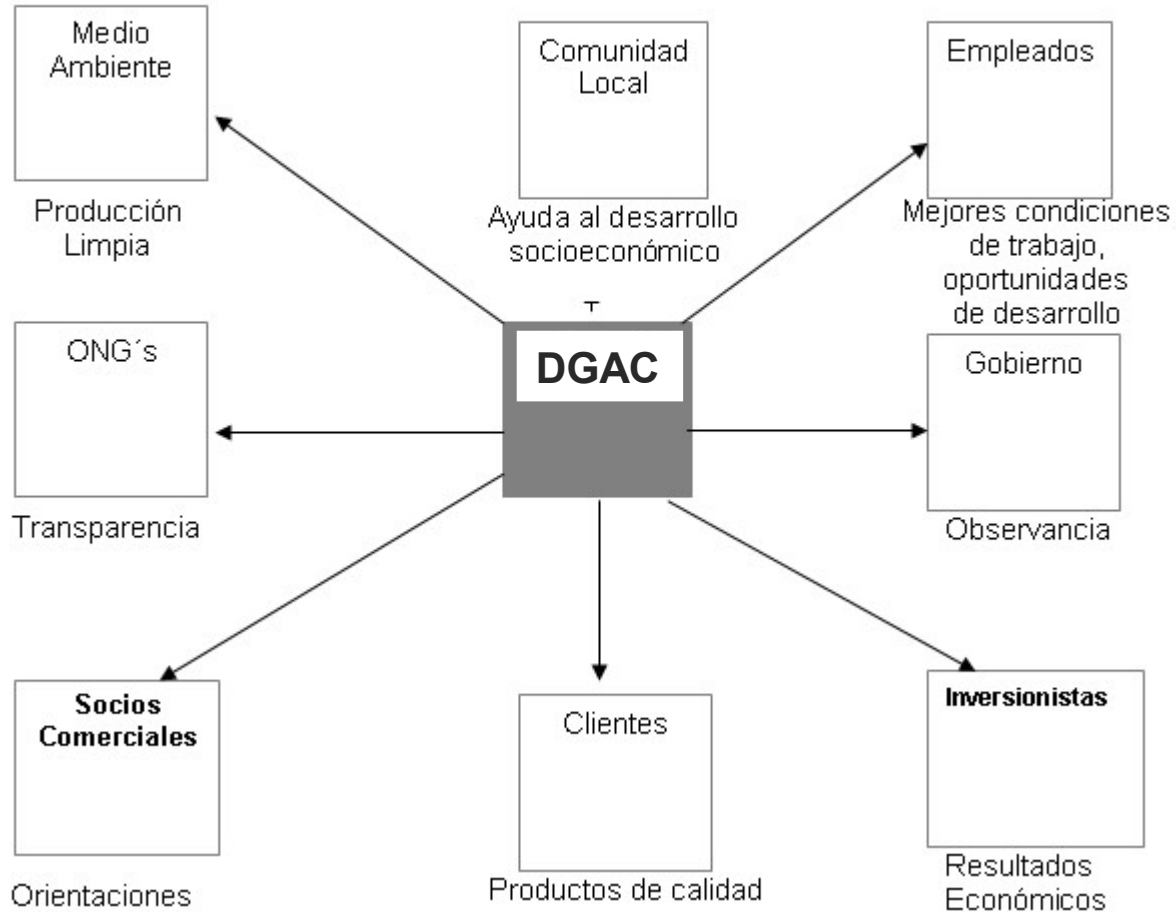 Medio
Ambiente
Comunidad
Local
Empleados
Producción
Limpia
Ayuda al desarrollo
socioeconómico
Mejores condiciones
de trabajo,
oportunidades
de desarrollo
ONG´s
DGAC
Gobierno
Transparencia
Observancia
Socios
Comerciales
Clientes
Inversionistas
Orientaciones
Productos de calidad
Resultados
Económicos